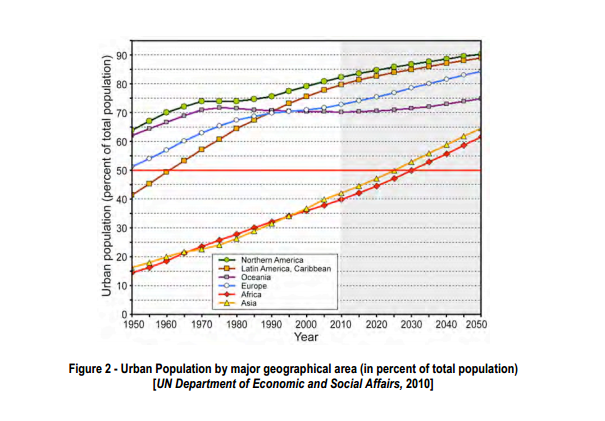 Urban population (percent of total population)
90
80
70
60
50
40
30
20
10
0
Northern America
Latin America, Caribbean
Oceania
Europe
Africa
Asia
1950 1960 1970 1980 1990 2000 2010 2020 2030 2040 2050
Year
Figure 2 - Urban Population by major geographical area (in percent of total population)
[UN Department of Economic and Social Affairs, 2010]